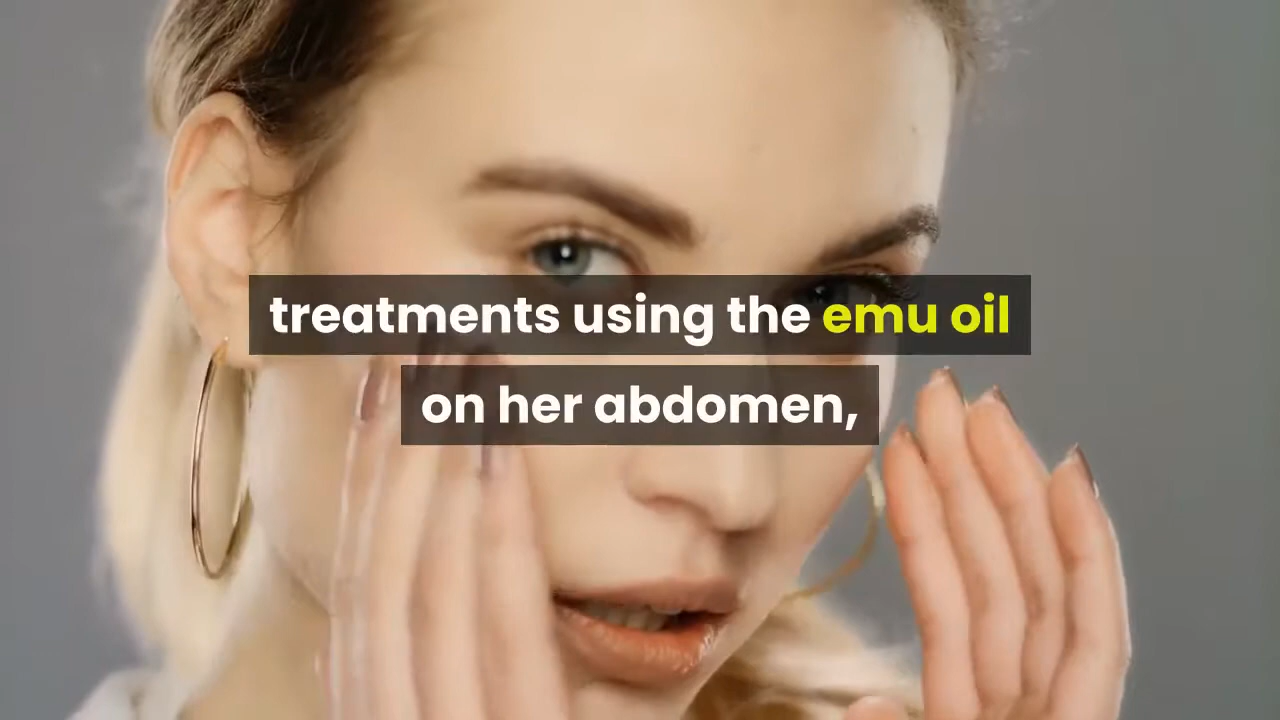 treatments using the emu oil
on her abdomen,